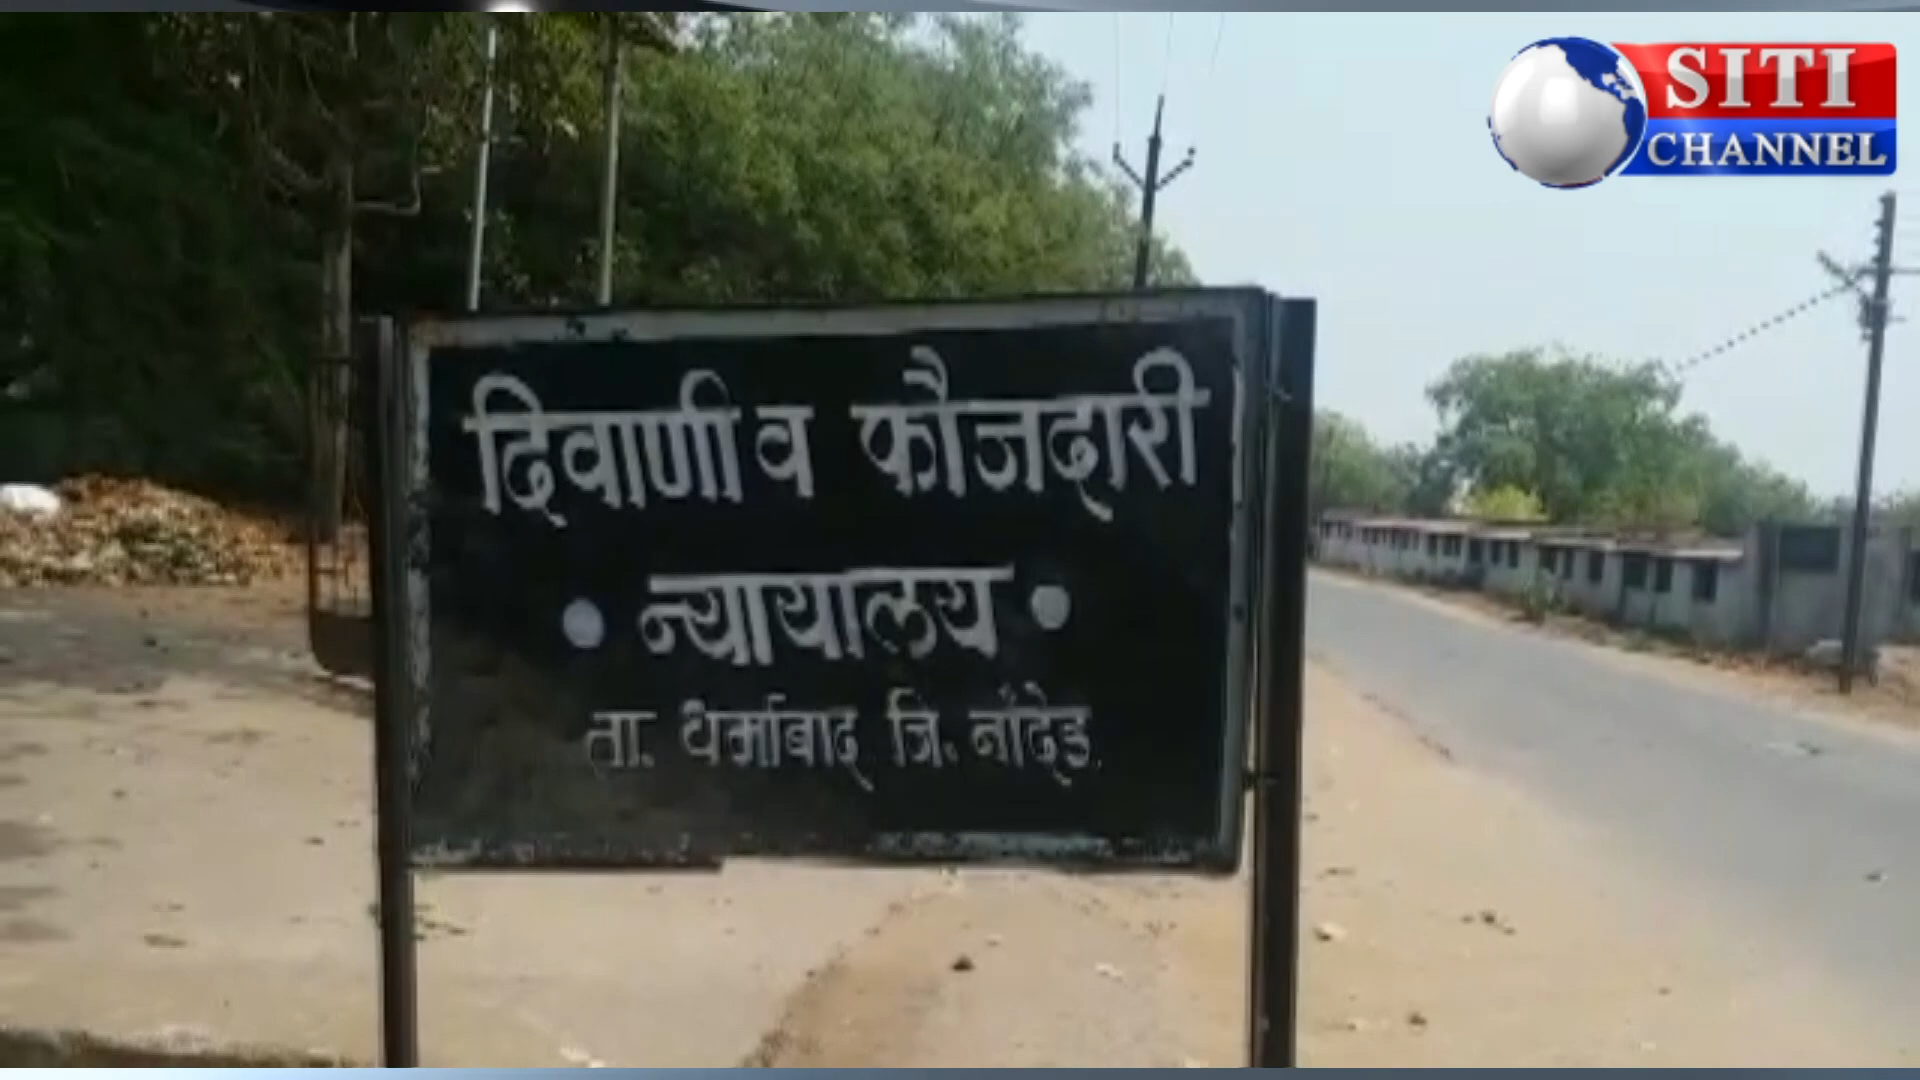 SITI
CHANNEL
दिवाणी व फौजदारी
• न्यायालय •
ता. धर्माबाद जि. नांदेड.